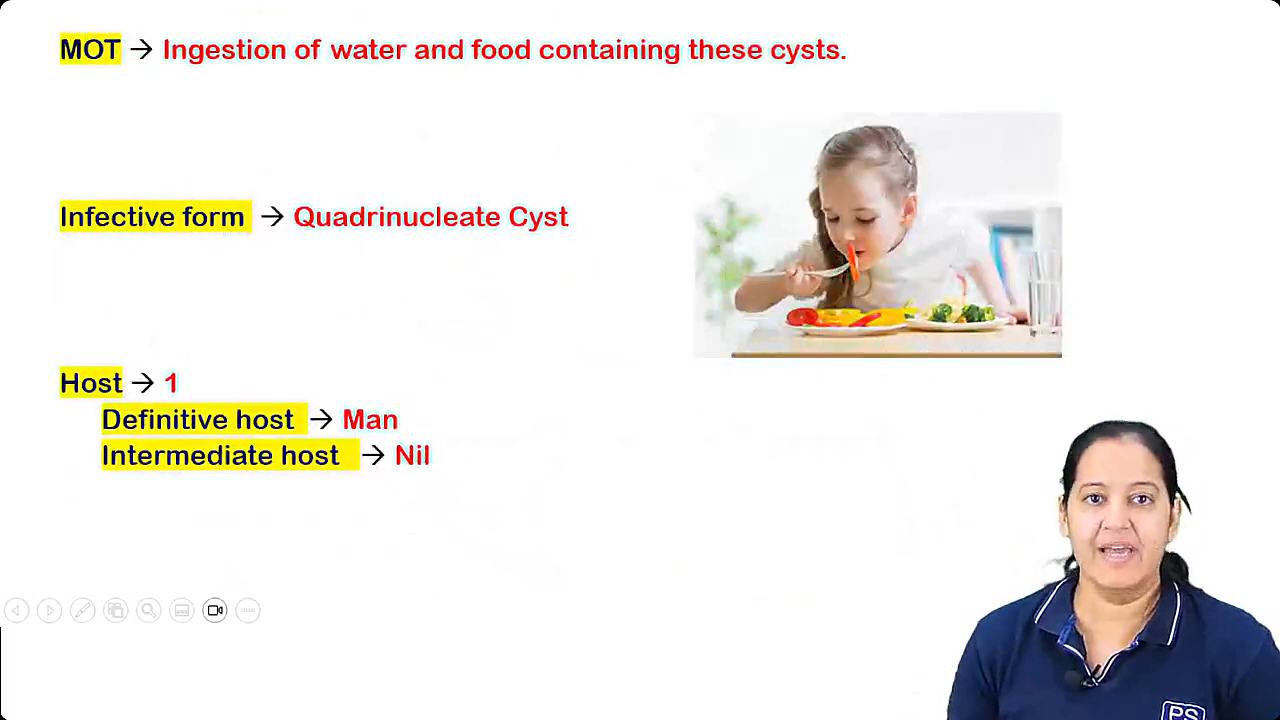 MOT → Ingestion of water and food containing these cysts.
Infective form → Quadrinucleate Cyst
Host → 1
Definitive host → Man
Intermediate host → Nil
PS